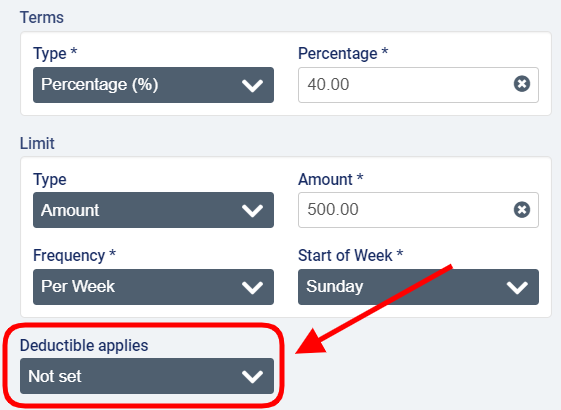 Terms
Type * Percentage *
Percentage (%) 40.00
Limit
Type Amount *
Amount 500.00
Frequency * Start of Week *
Per Week Sunday
Deductible applies
Not set